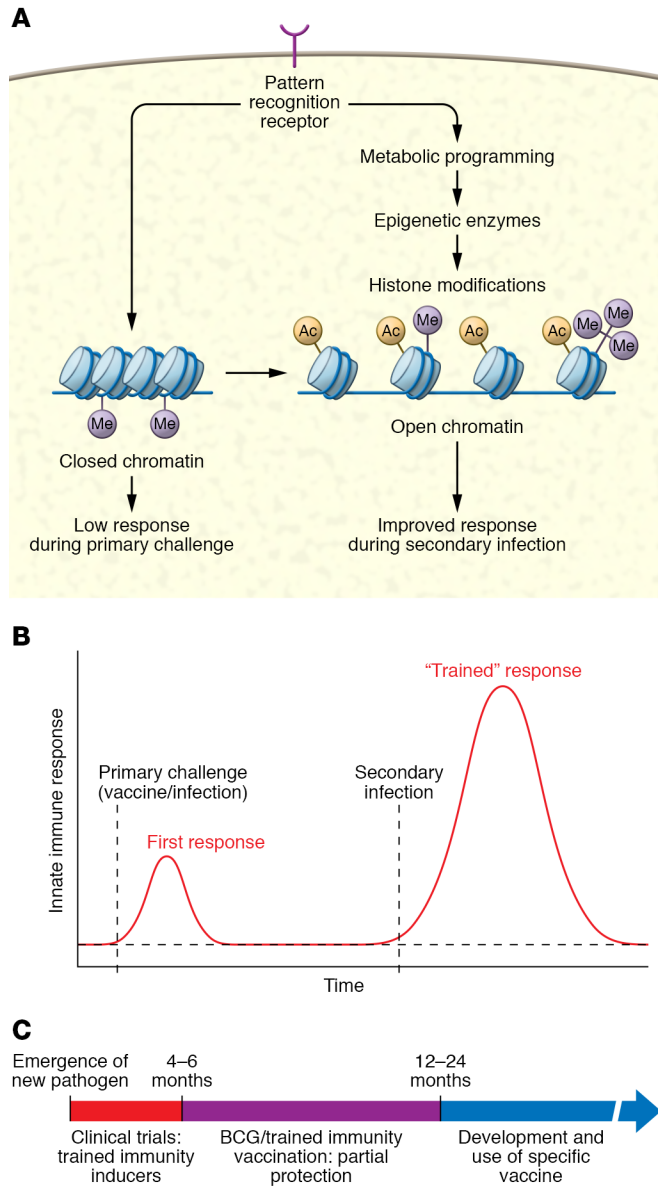 A
Pattern
recognition
receptor
Metabolic programming
Epigenetic enzymes
Histone modifications
Ac
Ac
Me
Ac
Ac
Me
Me
Me
Me
Me
Closed chromatin
Open chromatin
Low response
during primary challenge
Improved response
during secondary infection
B
Innate immune response
“Trained” response
Primary challenge
(vaccine/infection)
Secondary
infection
First response
Time
C
Emergence of
new pathogen
4–6
months
12–24
months
Clinical trials:
trained immunity
inducers
BCG/trained immunity
vaccination: partial
protection
Development and
use of specific
vaccine